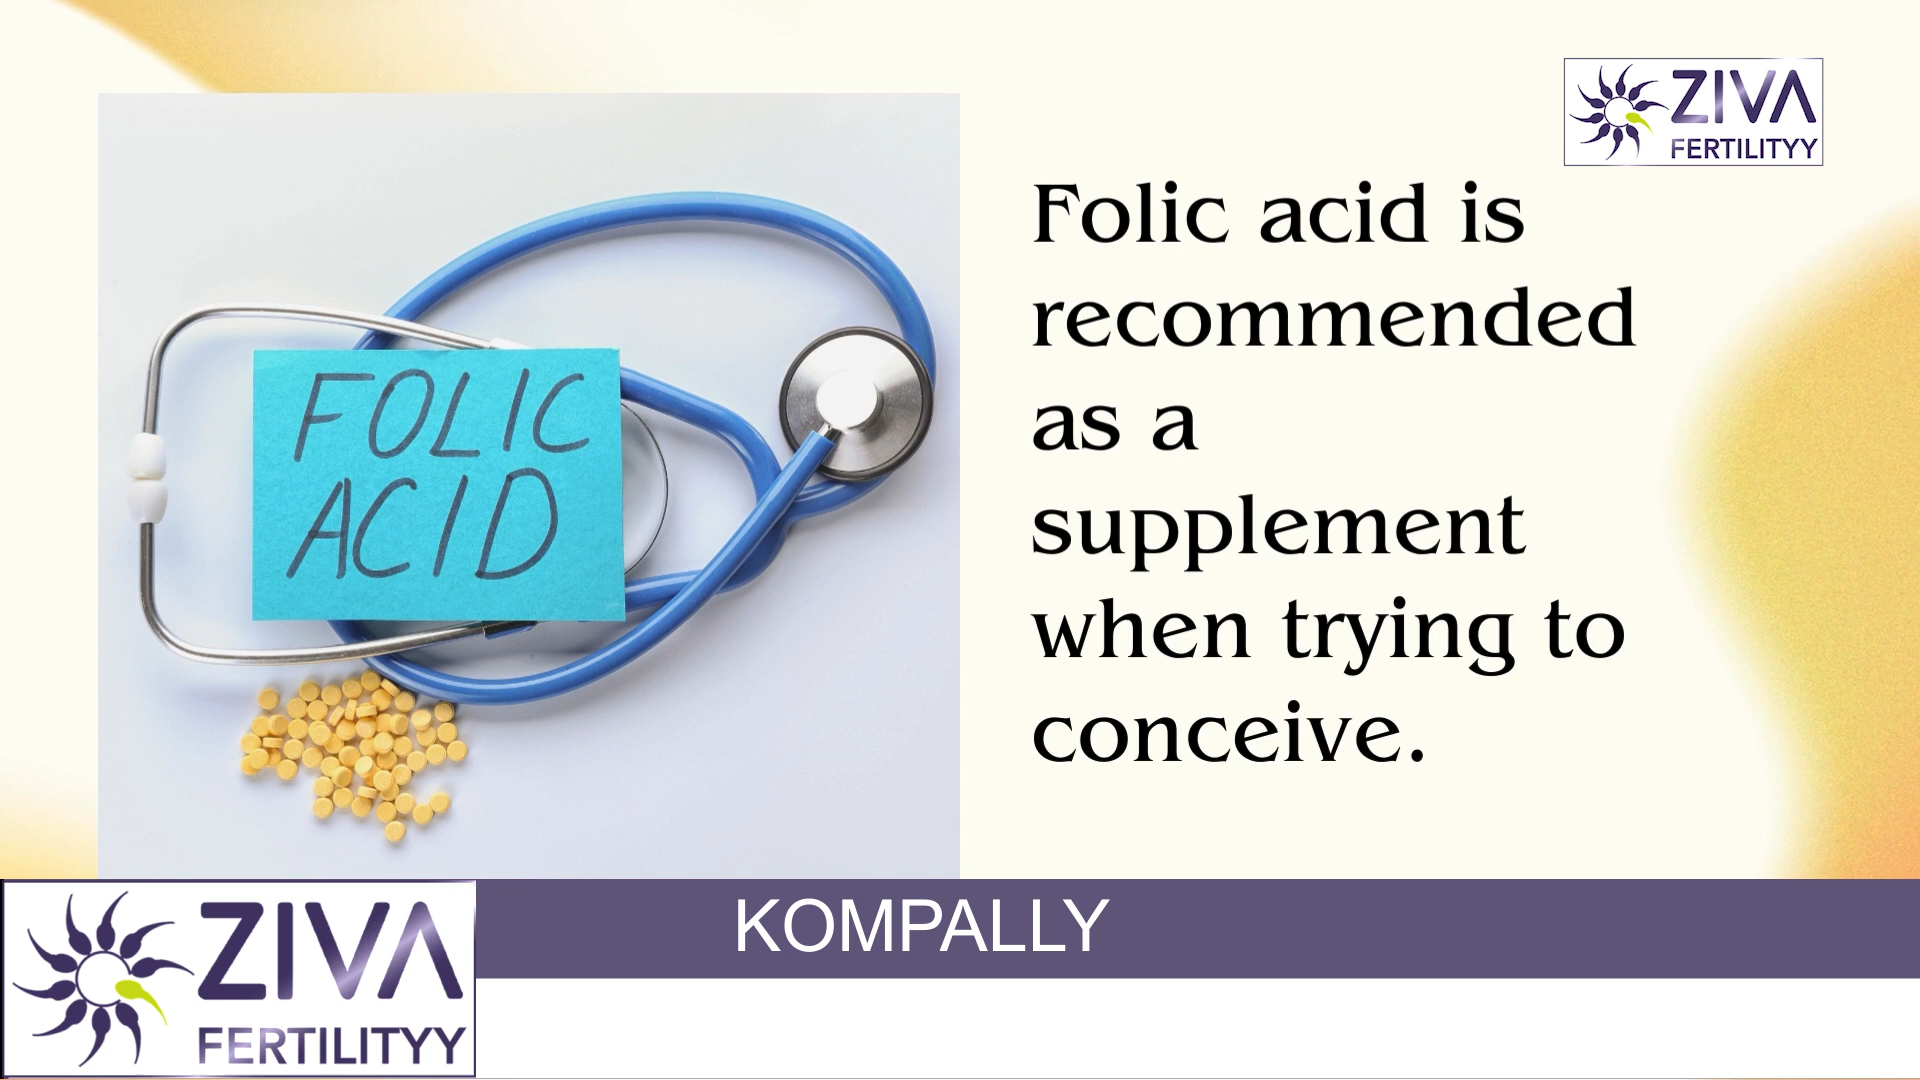 ZIVA
FERTILITYY
Folic acid is
recommended
as a
supplement
when trying to
conceive.
FOLIC
ACID
KOMPALLY
ZIVA
FERTILITYY